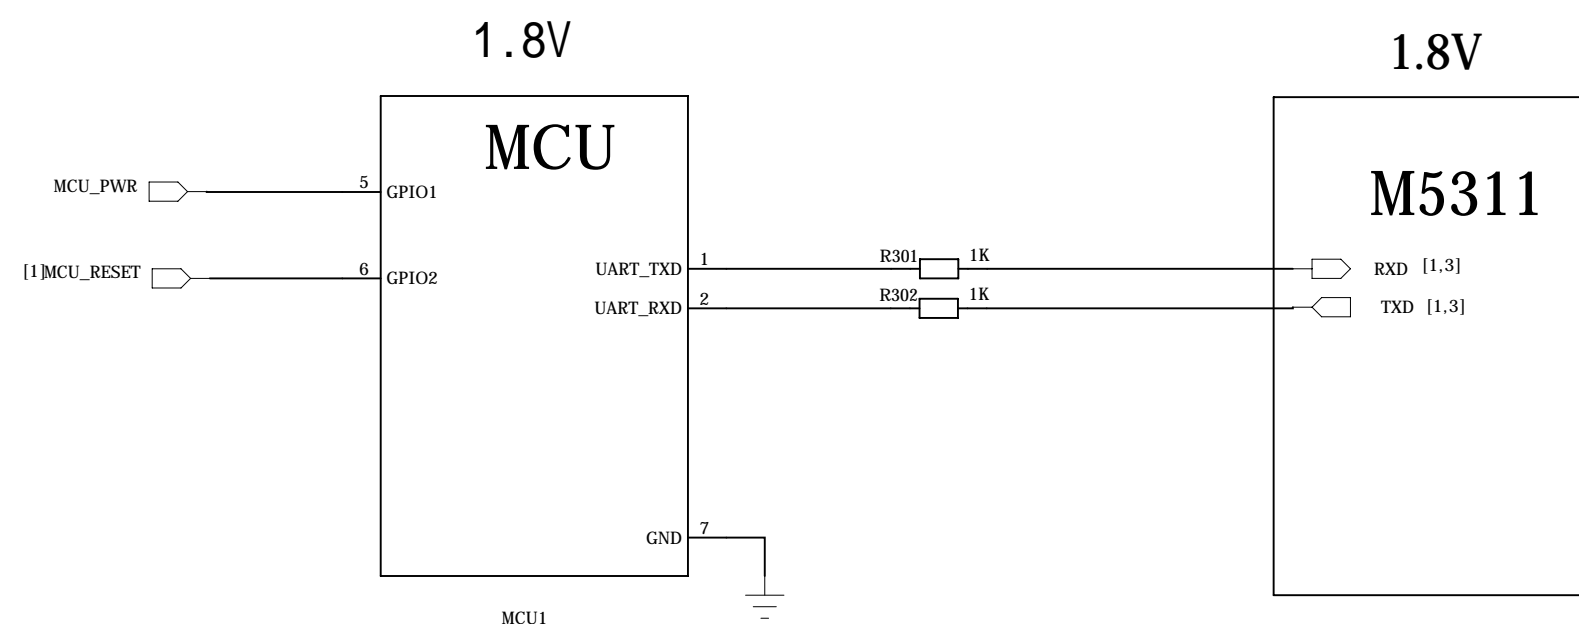 1.8V
1.8V
MCU
M5311
MCU_PWR
5
GPIO1
[1]MCU_RESET
6
GPIO2
UART_TXD
1
R301
1K
RXD [1,3]
UART_RXD
2
R302
1K
TXD [1,3]
GND
7
MCU1